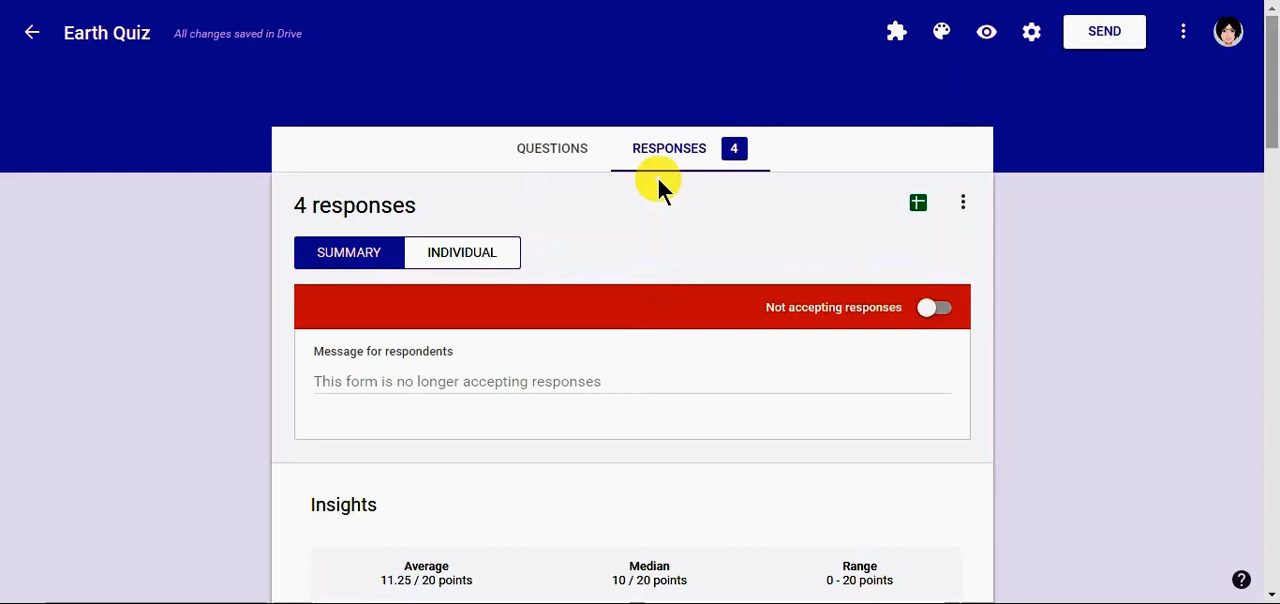 Earth Quiz
All changes saved in Drive
SEND
QUESTIONS
RESPONSES
4
4 responses
SUMMARY
INDIVIDUAL
Not accepting responses
Message for respondents
This form is no longer accepting responses
Insights
Average
11.25 / 20 points
Median
10 / 20 points
Range
0 - 20 points
?